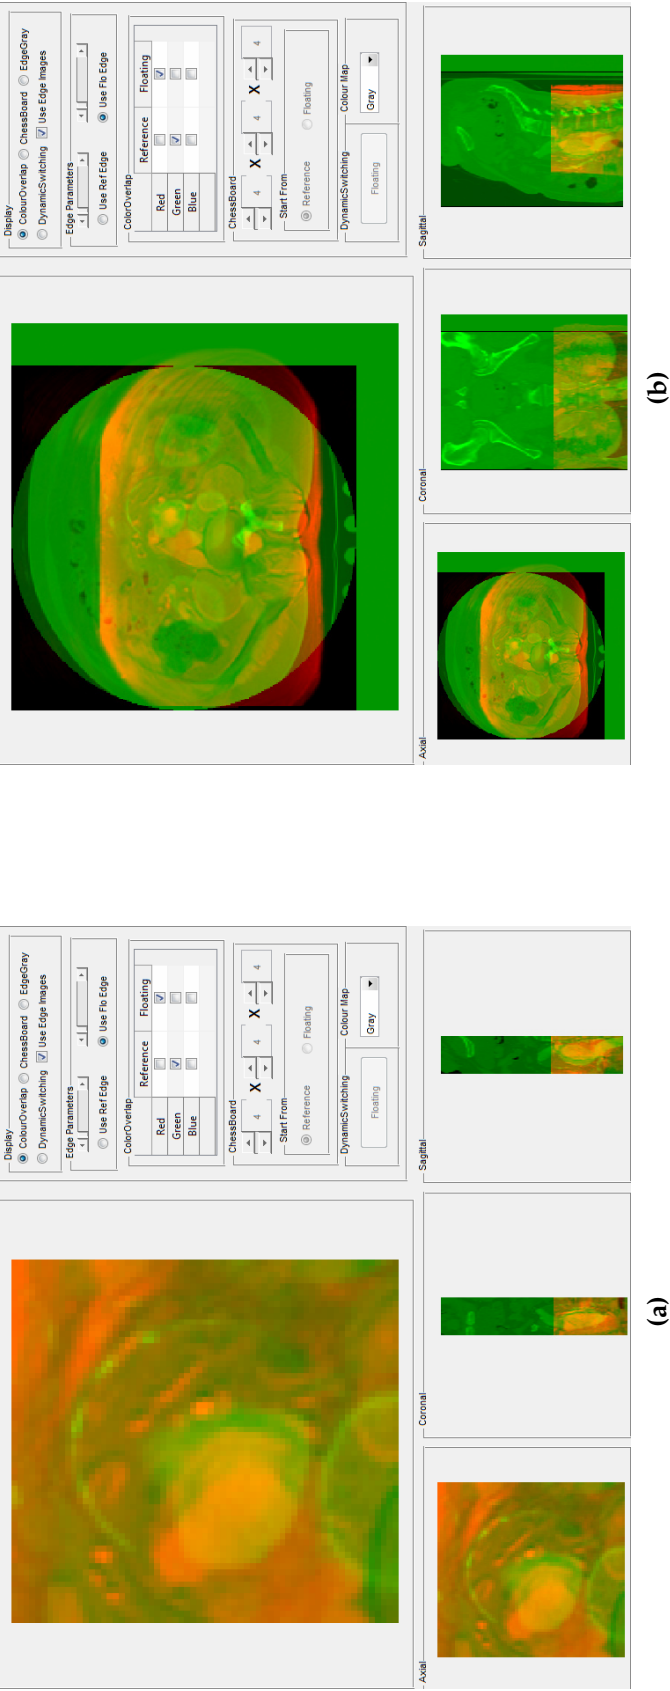 Display
ColourOverlap ChessBoard EdgeGray
DynamicSwitching Use Edge Images
Edge Parameters
Use Ref Edge Use Flo Edge
ColorOverlap
Reference Floating
Red
Green
Blue
ChessBoard
4 X 4 X 4
Start From
Reference Floating
DynamicSwitching Colour Map
Floating Gray
Axial Coronal Sagittal
(a)
Display
ColourOverlap ChessBoard EdgeGray
DynamicSwitching Use Edge Images
Edge Parameters
Use Ref Edge Use Flo Edge
ColorOverlap
Reference Floating
Red
Green
Blue
ChessBoard
4 X 4 X 4
Start From
Reference Floating
DynamicSwitching Colour Map
Floating Gray
Axial Coronal Sagittal
(b)